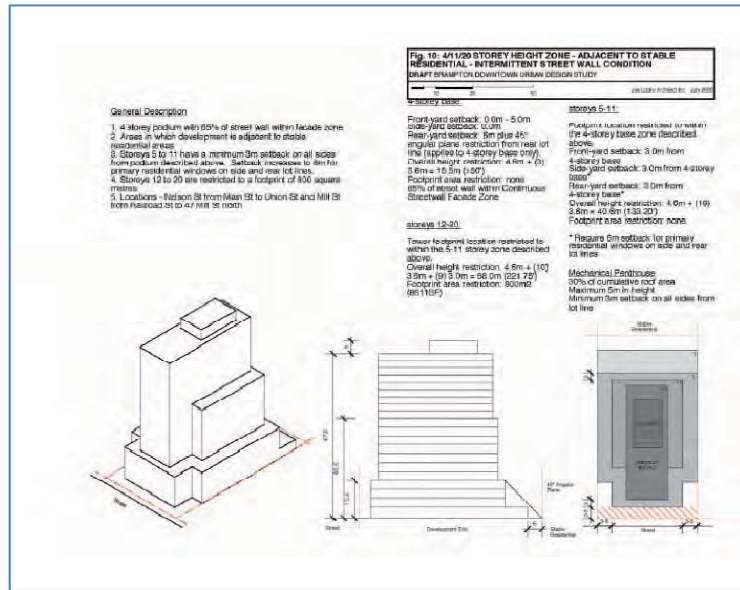 Fig. 10: 4/11/20 STOREY HEIGHT ZONE - ADJACENT TO STABLE
RESIDENTIAL - INTERMITTENT STREET WALL CONDITION
DRAFT BRAMPTON DOWNTOWN URBAN DESIGN STUDY
General Description
1. 4 storey podium with 65% of street wall within facade zone
2. Areas in which development is adjacent to stable
residential areas
3. Storeys 5 to 11 have a minimum 3m setback on all sides
from podium described above. Setback increases to 6m for
primary residential windows on side and rear lot lines.
4. Storeys 12 to 20 are restricted to a footprint of 800 square
metres
5. Locations - Nelson St from Main St to Union St and Mill St
from Railroad St to 47 Mill St north
4-storey base
Front-yard setback: 0.0m - 5.0m
Side-yard setback: 0.0m
Rear-yard setback: 6m plus 45°
angular plane restriction from rear lot
line (applies to 4-storey base only).
Overall height restriction: 4.6m + (3)
3.6m = 15.5m (±50')
Footprint area restriction: none
65% of street wall within Continuous
Streetwall Facade Zone
storeys 12-20:
Tower footprint location restricted to
within the 5-11 storey zone described
above.
Overall height restriction: 4.6m + (10)
3.6m + (9) 3.0m = 68.0m (221.75')
Footprint area restriction: 800m2
(8611SF)
storeys 5-11:
Footprint location restricted to within
the 4-storey base zone described
above
Front-yard setback: 3.0m from
4-storey base
Side-yard setback: 3.0m from 4-storey
base*
Rear-yard setback: 3.0m from
4-storey base*
Overall height restriction: 4.6m + (10)
3.6m = 40.6m (133.20')
Footprint area restriction: none
* Require 6m setback for primary
residential windows on side and rear
lot lines
Mechanical Penthouse
30% of cumulative roof area
Maximum 5m in height
Minimum 3m setback on all sides from
lot line
Street
Street
Development Site
45° Angular
Plane
Stable
Residential
Street